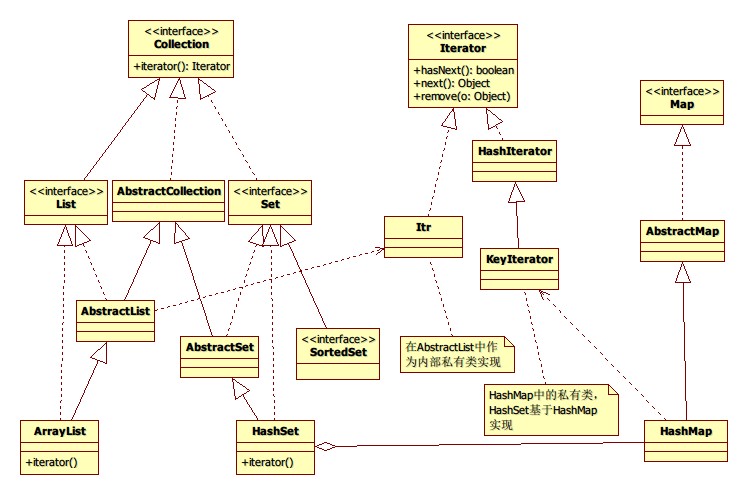 <<interface>>
Collection
+iterator(): Iterator
<<interface>>
Iterator
+hasNext(): boolean
+next(): Object
+remove(o: Object)
<<interface>>
Map
HashIterator
<<interface>>
List
AbstractCollection
<<interface>>
Set
Itr
AbstractMap
KeyIterator
AbstractList
AbstractSet
<<interface>>
SortedSet
在AbstractList中作
为内部私有类实现
HashMap中的私有类,
HashSet基于HashMap
实现
ArrayList
+iterator()
HashSet
+iterator()
HashMap